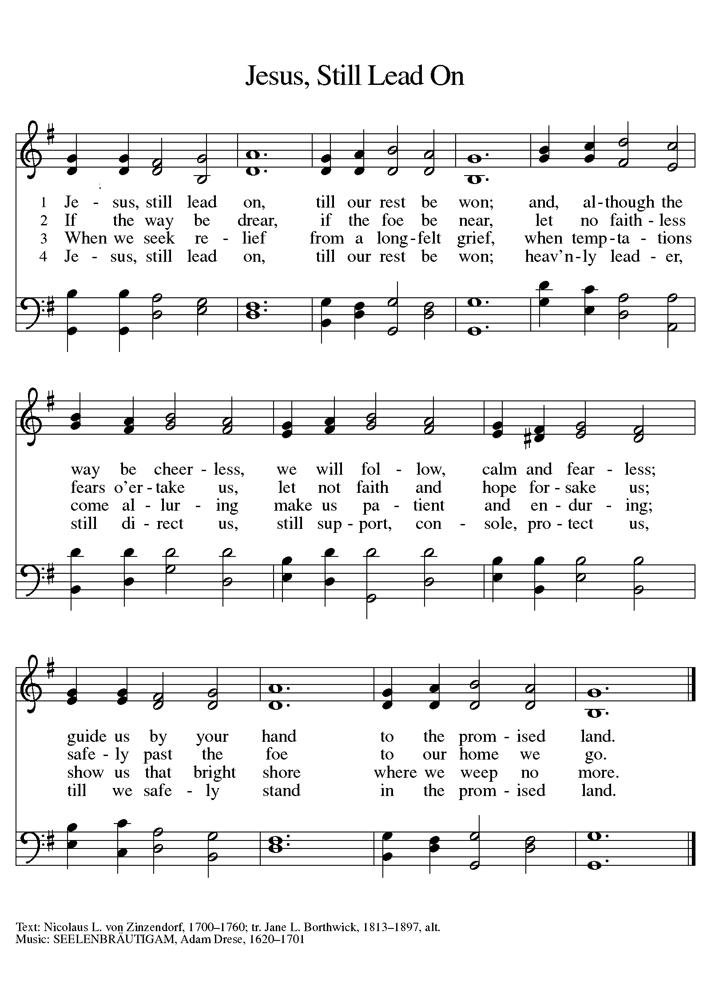 Jesus, Still Lead On
1 Je - sus, still lead on, till our rest be won; and, al - though the
2 If the way be drear, if the foe be near, let no faith - less
3 When we seek re - lief from a long - felt grief, when temp - ta - tions
4 Je - sus, still lead on, till our rest be won; heav'n - ly lead - er,
way be cheer - less, we will fol - low, calm and fear - less;
fears o'er - take us, let not faith and hope for - sake us;
come al - lur - ing make us pa - tient and en - dur - ing;
still di - rect us, still sup - port, con - sole, pro - tect us,
guide us by your hand to the prom - ised land.
safe - ly past the foe to our home we go.
show us that bright shore where we weep no more.
till we safe - ly stand in the prom - ised land.
Text: Nicolaus L. von Zinzendorf, 1700–1760; tr. Jane L. Borthwick, 1813–1897, alt.
Music: SEELENBRÄUTIGAM, Adam Drese, 1620–1701